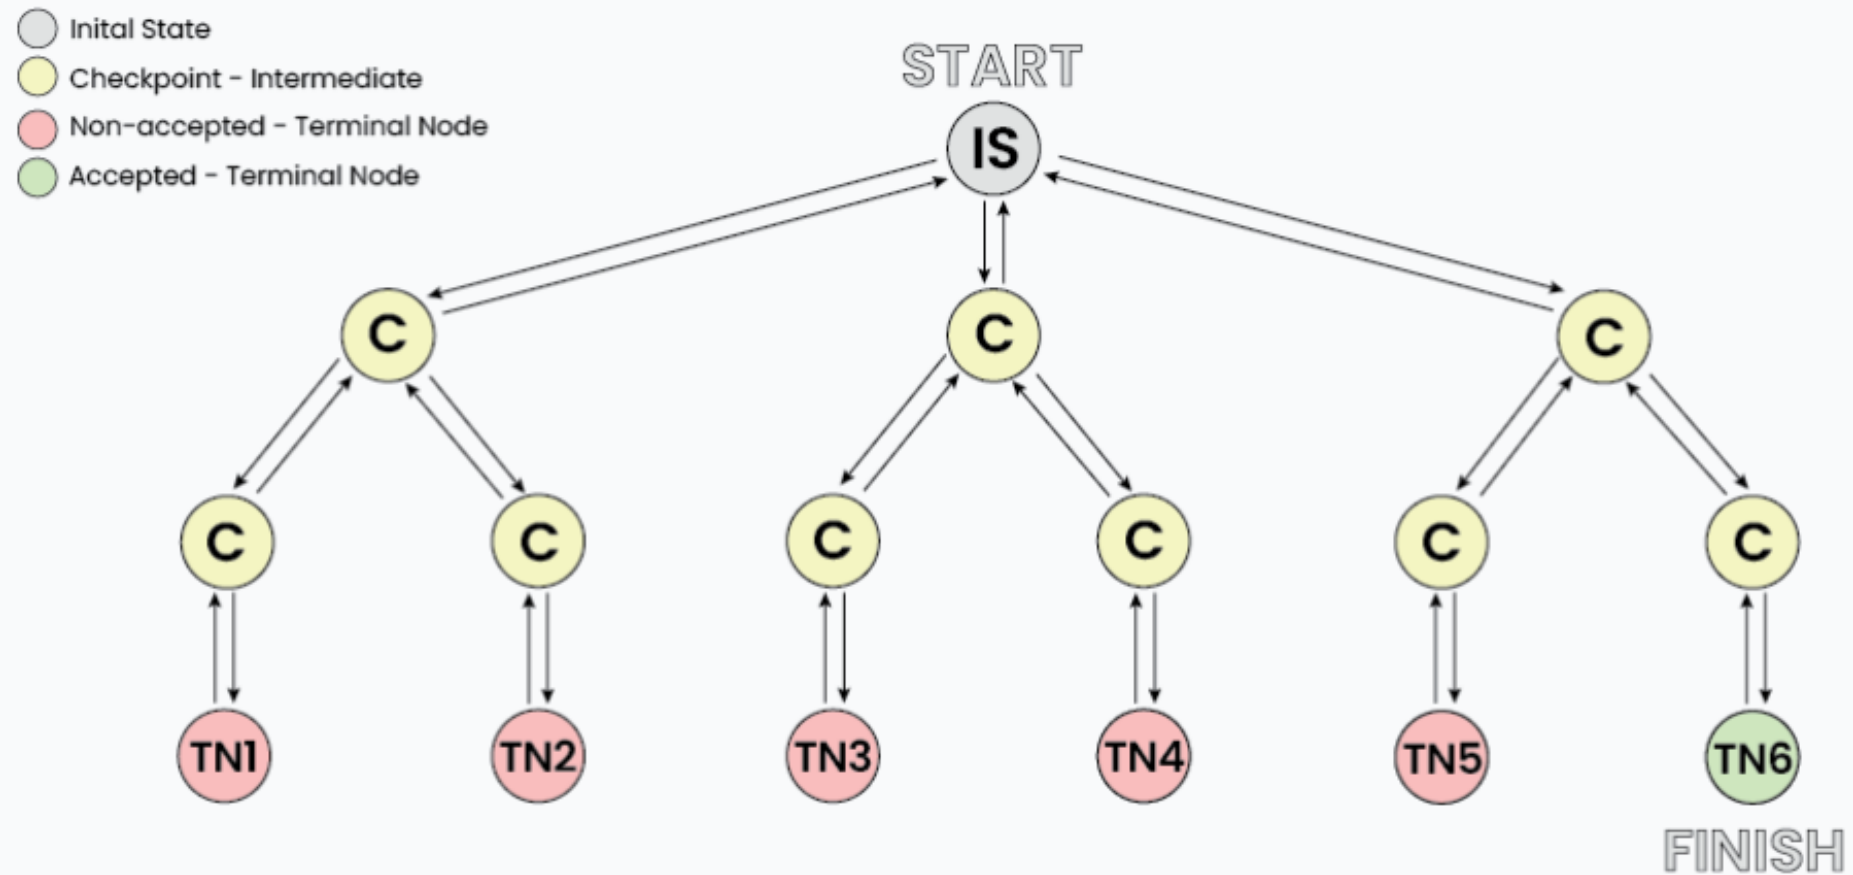 Inital State
Checkpoint - Intermediate
Non-accepted - Terminal Node
Accepted - Terminal Node
START
IS
C C C
C C C C C C
TN1 TN2 TN3 TN4 TN5 TN6
FINISH